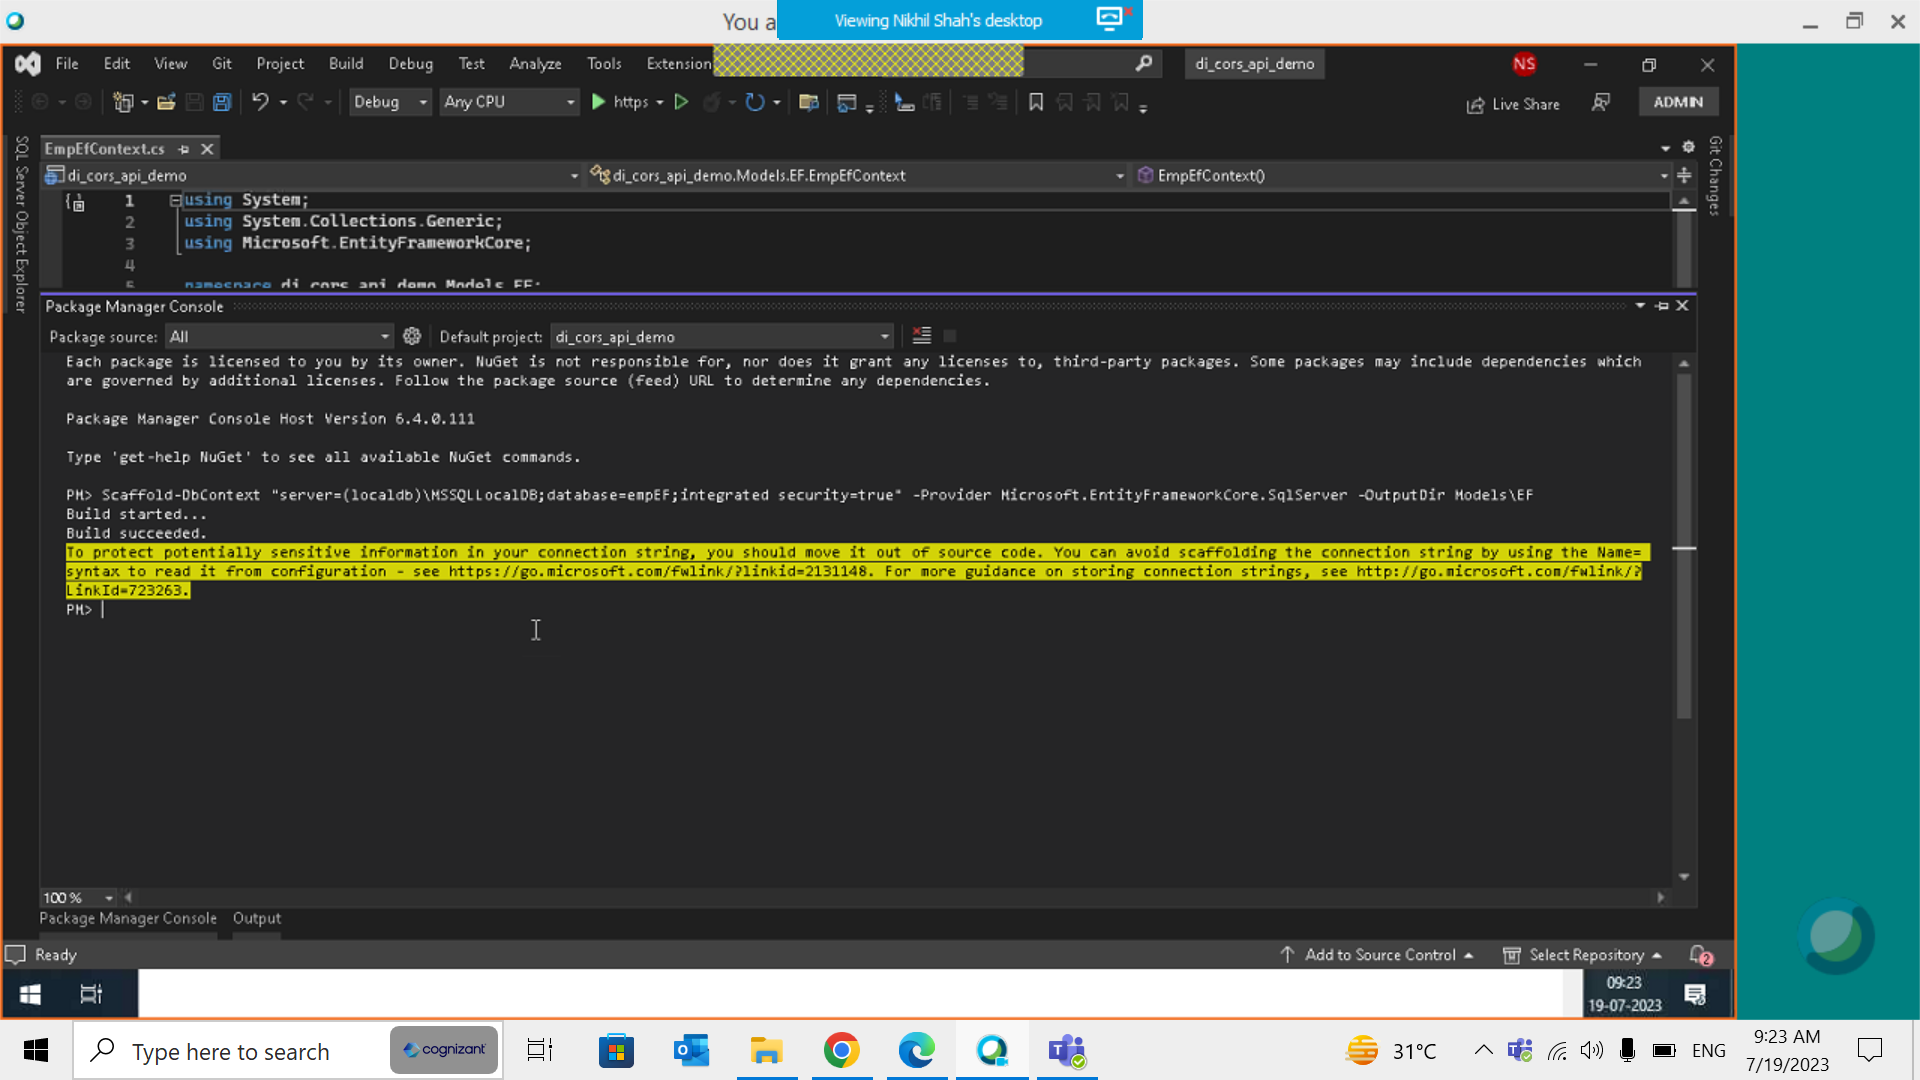 You a
Viewing Nikhil Shah's desktop
File Edit View Git Project Build Debug Test Analyze Tools Extension
di_cors_api_demo
NS
Debug Any CPU https
Live Share
ADMIN
SQL Server Object Explorer
EmpEfContext.cs
Git Changes
di_cors_api_demo
di_cors_api_demo.Models.EF.EmpEfContext
EmpEfContext()
1 using System;
2 using System.Collections.Generic;
3 using Microsoft.EntityFrameworkCore;
4
5 namespace di_cors_api_demo.Models.EF;
Package Manager Console
Package source: All Default project: di_cors_api_demo
Each package is licensed to you by its owner. NuGet is not responsible for, nor does it grant any licenses to, third-party packages. Some packages may include dependencies which
are governed by additional licenses. Follow the package source (feed) URL to determine any dependencies.
Package Manager Console Host Version 6.4.0.111
Type 'get-help NuGet' to see all available NuGet commands.
PM> Scaffold-DbContext "server=(localdb)\MSSQLLocalDB;database=empEF;integrated security=true" -Provider Microsoft.EntityFrameworkCore.SqlServer -OutputDir Models\EF
Build started...
Build succeeded.
To protect potentially sensitive information in your connection string, you should move it out of source code. You can avoid scaffolding the connection string by using the Name=
syntax to read it from configuration - see https://go.microsoft.com/fwlink/?linkid=2131148. For more guidance on storing connection strings, see http://go.microsoft.com/fwlink/?
LinkId=723263.
PM>
100 %
Package Manager Console Output
Ready
Add to Source Control
Select Repository
2
09:23
19-07-2023
Type here to search
cognizant
31°C
ENG
9:23 AM
7/19/2023